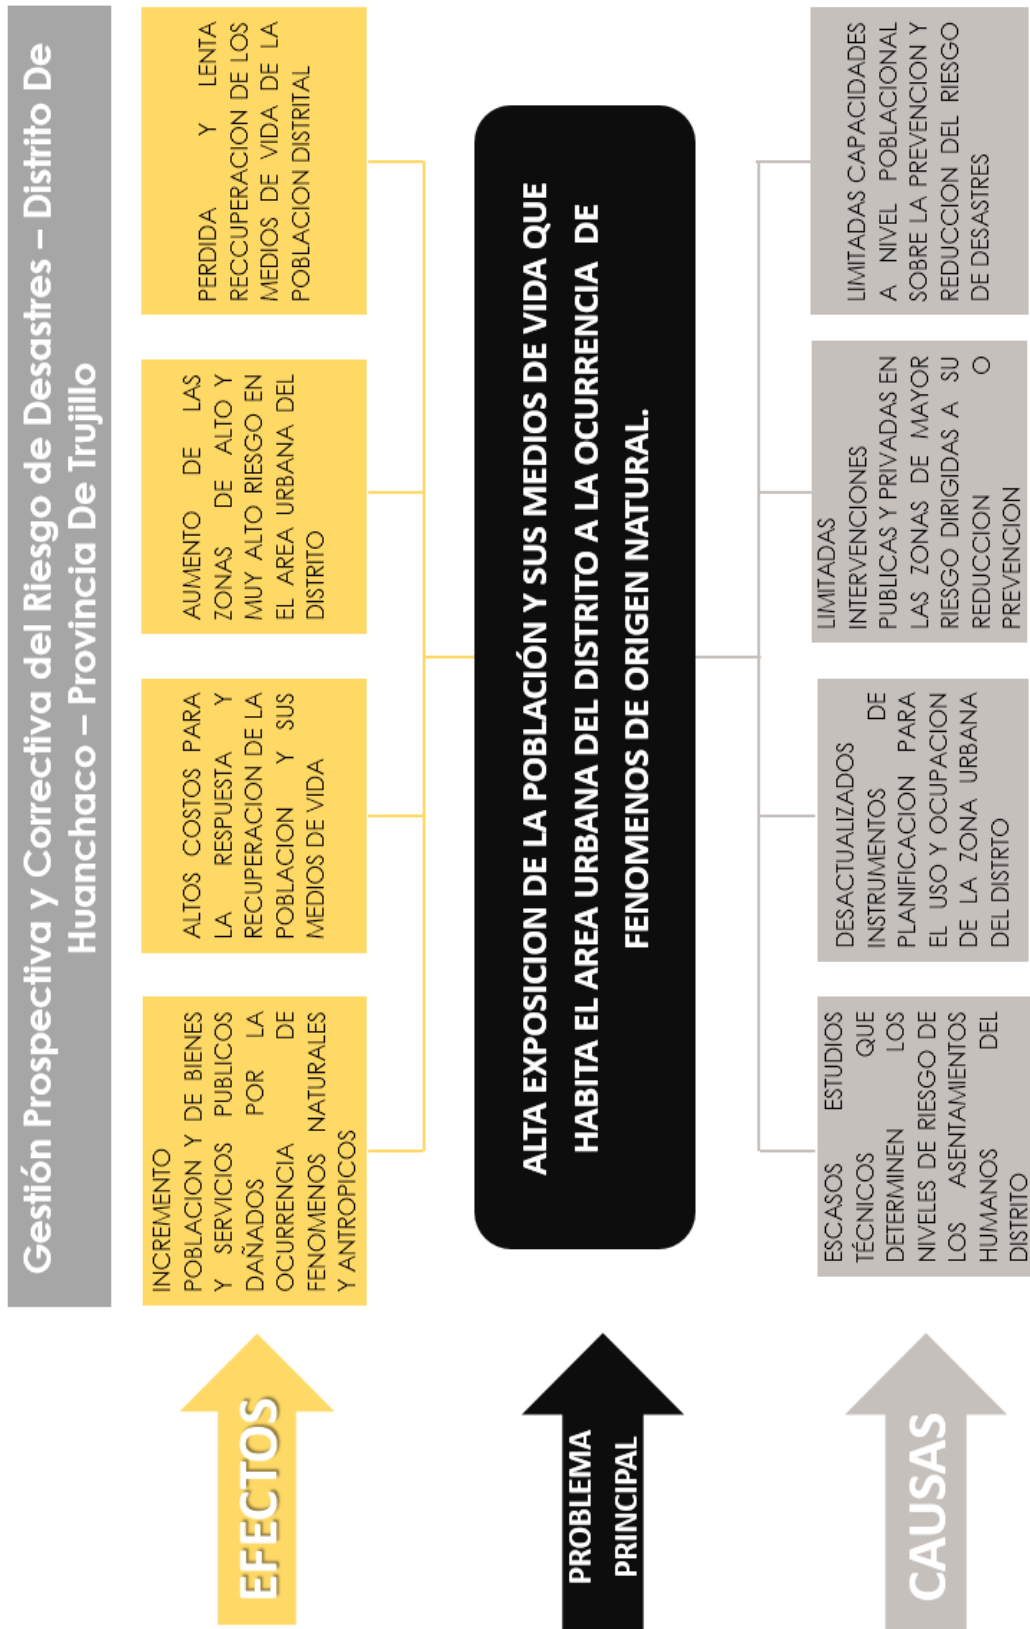 Gestión Prospectiva y Correctiva del Riesgo de Desastres – Distrito De
Huanchaco – Provincia De Trujillo
EFECTOS
INCREMENTO
POBLACION Y DE BIENES
Y SERVICIOS PUBLICOS
DAÑADOS POR LA
OCURRENCIA DE
FENOMENOS NATURALES
Y ANTROPICOS
ALTOS COSTOS PARA
LA RESPUESTA Y
RECUPERACION DE LA
POBLACION Y SUS
MEDIOS DE VIDA
AUMENTO DE LAS
ZONAS DE ALTO Y
MUY ALTO RIESGO EN
EL AREA URBANA DEL
DISTRITO
PERDIDA Y LENTA
RECCUPERACION DE LOS
MEDIOS DE VIDA DE LA
POBLACION DISTRITAL
PROBLEMA
PRINCIPAL
ALTA EXPOSICION DE LA POBLACIÓN Y SUS MEDIOS DE VIDA QUE
HABITA EL AREA URBANA DEL DISTRITO A LA OCURRENCIA DE
FENOMENOS DE ORIGEN NATURAL.
CAUSAS
ESCASOS ESTUDIOS
TÉCNICOS QUE
DETERMINEN LOS
NIVELES DE RIESGO DE
LOS ASENTAMIENTOS
HUMANOS DEL
DISTRITO
DESACTUALIZADOS
INSTRUMENTOS DE
PLANIFICACION PARA
EL USO Y OCUPACION
DE LA ZONA URBANA
DEL DISTRTO
LIMITADAS
INTERVENCIONES
PUBLICAS Y PRIVADAS EN
LAS ZONAS DE MAYOR
RIESGO DIRIGIDAS A SU
REDUCCION O
PREVENCION
LIMITADAS CAPACIDADES
A NIVEL POBLACIONAL
SOBRE LA PREVENCION Y
REDUCCION DEL RIESGO
DE DESASTRES